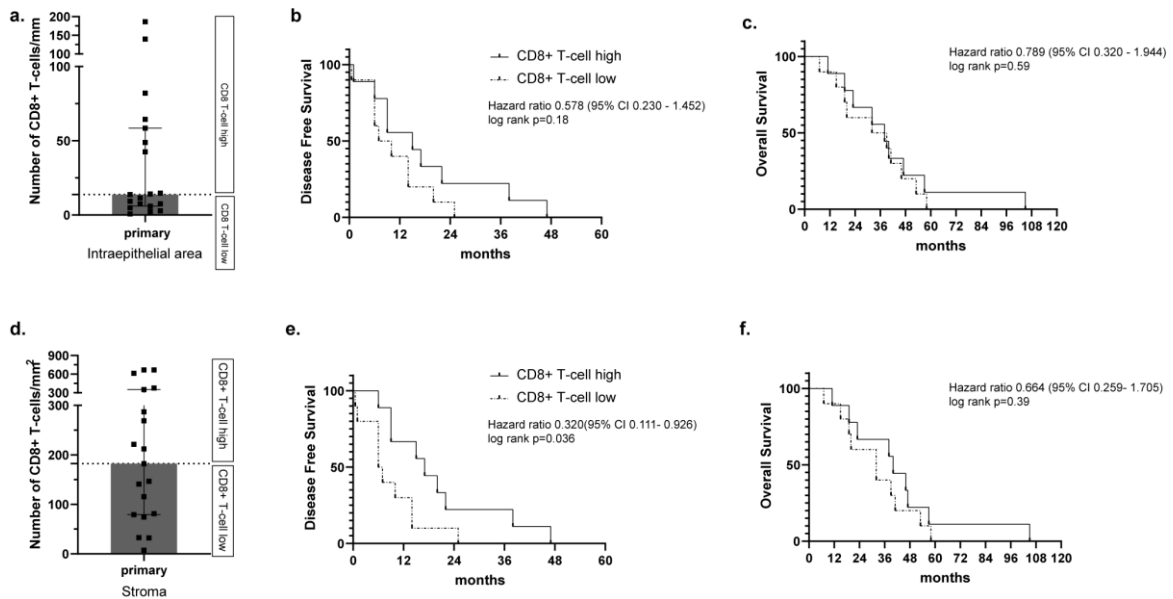 a.
Number of CD8+ T-cells/mm
200
150
100
100
50
0
primary
Intraepithelial area
CD8 T-cell high
CD8 T-cell low
b.
CD8+ T-cell high
CD8+ T-cell low
Hazard ratio 0.578 (95% CI 0.230 - 1.452)
log rank p=0.18
Disease Free Survival
100
50
0
0 12 24 36 48 60
months
c.
Hazard ratio 0.789 (95% CI 0.320 - 1.944)
log rank p=0.59
Overall Survival
100
50
0
0 12 24 36 48 60 72 84 96 108 120
months
d.
Number of CD8+ T-cells/mm²
900
600
300
300
200
100
0
primary
Stroma
CD8+ T-cell high
CD8+ T-cell low
e.
CD8+ T-cell high
CD8+ T-cell low
Hazard ratio 0.320(95% CI 0.111- 0.926)
log rank p=0.036
Disease Free Survival
100
50
0
0 12 24 36 48 60
months
f.
Hazard ratio 0.664 (95% CI 0.259- 1.705)
log rank p=0.39
Overall Survival
100
50
0
0 12 24 36 48 60 72 84 96 108 120
months